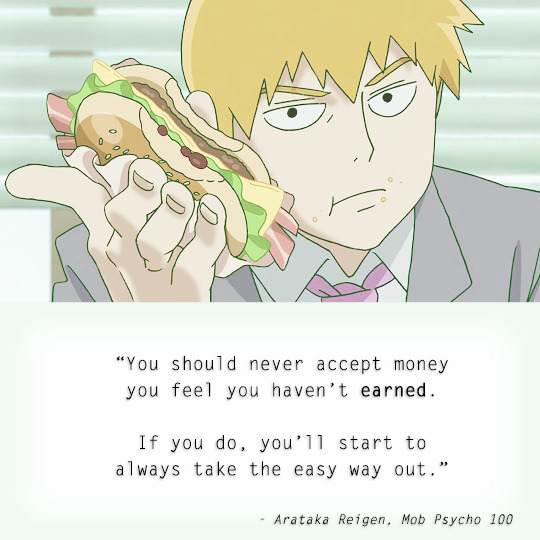 “You should never accept money
you feel you haven’t earned.
If you do, you’ll start to
always take the easy way out.”
- Arataka Reigen, Mob Psycho 100